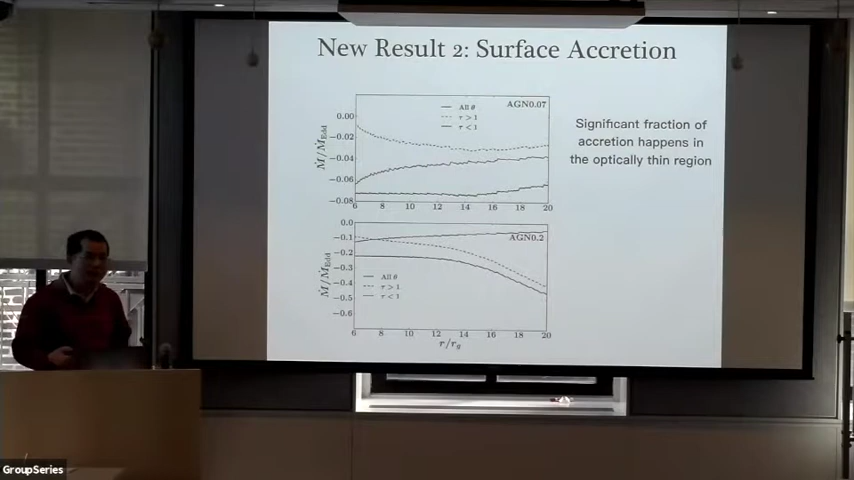 New Result 2: Surface Accretion
AGN0.07
All θ
τ > 1
τ < 1
Ṁ/ṀEdd
0.00
−0.02
−0.04
−0.06
−0.08
6 8 10 12 14 16 18 20
Significant fraction of
accretion happens in
the optically thin region
AGN0.2
All θ
τ > 1
τ < 1
Ṁ/ṀEdd
0.0
−0.1
−0.2
−0.3
−0.4
−0.5
−0.6
6 8 10 12 14 16 18 20
r/rg
GroupSeries